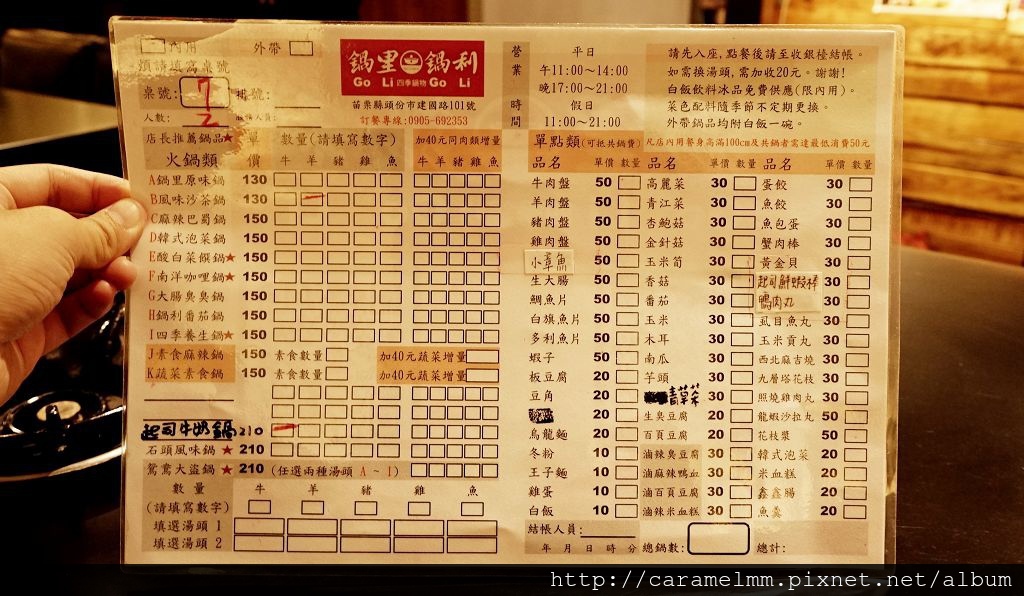 內用 外帶
煩請填寫桌號
桌號: 7
人數: 2
鍋里 鍋利
Go Li 四季鍋物 Go Li
苗栗縣頭份市建國路101號
訂餐專線:0905-692353
營業時間
平日
午11:00~14:00
晚17:00~21:00
假日
11:00~21:00
請先入座,點餐後請至收銀檯結帳。
如需換湯頭,需加收20元。謝謝!
白飯飲料冰品免費供應(限內用)。
菜色配料隨季節不定期更換。
外帶鍋品均附白飯一碗。
店長推薦鍋品★ 單價 數量(請填寫數字) 加40元同肉類增量
火鍋類 牛 羊 豬 雞 魚 牛 羊 豬 雞 魚
A鍋里原味鍋 130
B風味沙茶鍋 130
C麻辣巴蜀鍋 150
D韓式泡菜鍋 150
E酸白菜饌鍋★ 150
F南洋咖哩鍋★ 150
G大腸臭臭鍋 150
H鍋利番茄鍋 150
I四季養生鍋★ 150
J素食麻辣鍋 150 素食數量 加40元蔬菜增量
K蔬菜素食鍋 150 素食數量 加40元蔬菜增量
起司牛奶鍋210
石頭風味鍋★ 210
鴛鴦大盜鍋★ 210 (任選兩種湯頭 A ~ I)
數量 牛 羊 豬 雞 魚
(請填寫數字)
填選湯頭 1
填選湯頭 2
單點類(可抵共鍋費) 凡店內用餐身高滿100cm及共鍋者需達最低消費50元
品名 單價 數量 品名 單價 數量 品名 單價 數量
牛肉盤 50 高麗菜 30 蛋餃 30
羊肉盤 50 青江菜 30 魚餃 30
豬肉盤 50 杏鮑菇 30 魚包蛋 30
雞肉盤 50 金針菇 30 蟹肉棒 30
小章魚 50 玉米筍 30 黃金貝 30
生大腸 50 香菇 30 起司鮮蝦棒 30
鯛魚片 50 番茄 30 鴨肉丸 30
白旗魚片 50 玉米 30 虱目魚丸 30
多利魚片 50 木耳 30 玉米貢丸 30
蝦子 50 南瓜 30 西北麻吉燒 30
板豆腐 20 芋頭 30 九層塔花枝 30
豆角 20 青菜 30 照燒雞肉丸 30
20 生臭豆腐 20 龍蝦沙拉丸 50
烏龍麵 20 百頁豆腐 20 花枝漿 50
冬粉 10 滷辣臭豆腐 30 韓式泡菜 20
王子麵 10 滷麻辣鴨血 30 米血糕 20
雞蛋 10 滷百頁豆腐 30 鑫鑫腸 20
白飯 10 滷辣米血糕 30 魚羹 20
結帳人員:
年 月 日 時 分 總鍋數: 總計:
http://caramelmm.pixnet.net/album